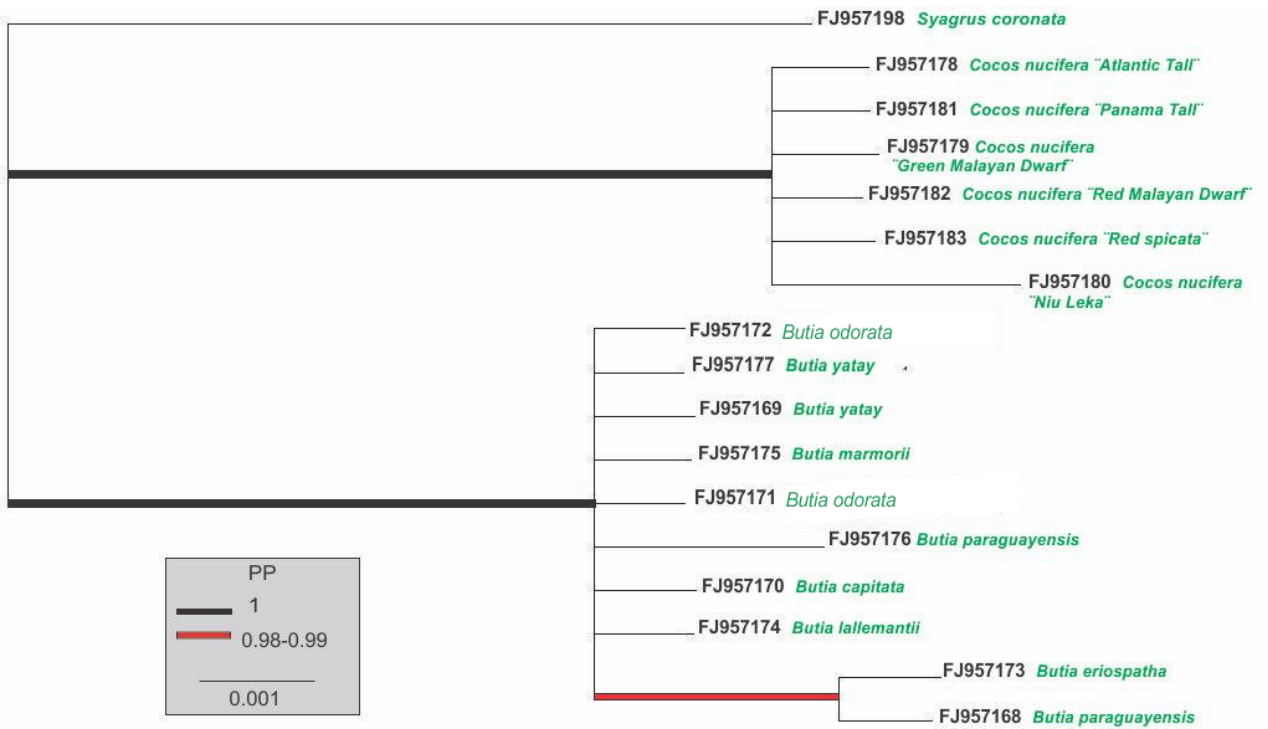 FJ957198 Syagrus coronata
FJ957178 Cocos nucifera ¨Atlantic Tall¨
FJ957181 Cocos nucifera ¨Panama Tall¨
FJ957179 Cocos nucifera
¨Green Malayan Dwarf¨
FJ957182 Cocos nucifera ¨Red Malayan Dwarf¨
FJ957183 Cocos nucifera ¨Red spicata¨
FJ957180 Cocos nucifera
¨Niu Leka¨
FJ957172 Butia odorata
FJ957177 Butia yatay
FJ957169 Butia yatay
FJ957175 Butia marmorii
FJ957171 Butia odorata
FJ957176 Butia paraguayensis
FJ957170 Butia capitata
FJ957174 Butia lallemantii
FJ957173 Butia eriospatha
FJ957168 Butia paraguayensis
PP
1
0.98-0.99
0.001